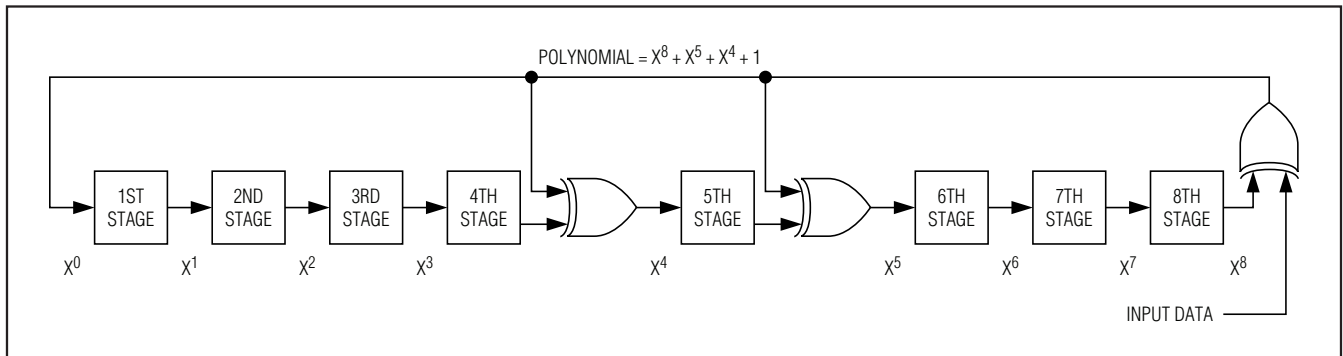 POLYNOMIAL = X⁸ + X⁵ + X⁴ + 1
1ST
STAGE
2ND
STAGE
3RD
STAGE
4TH
STAGE
5TH
STAGE
6TH
STAGE
7TH
STAGE
8TH
STAGE
X⁰
X¹
X²
X³
X⁴
X⁵
X⁶
X⁷
X⁸
INPUT DATA